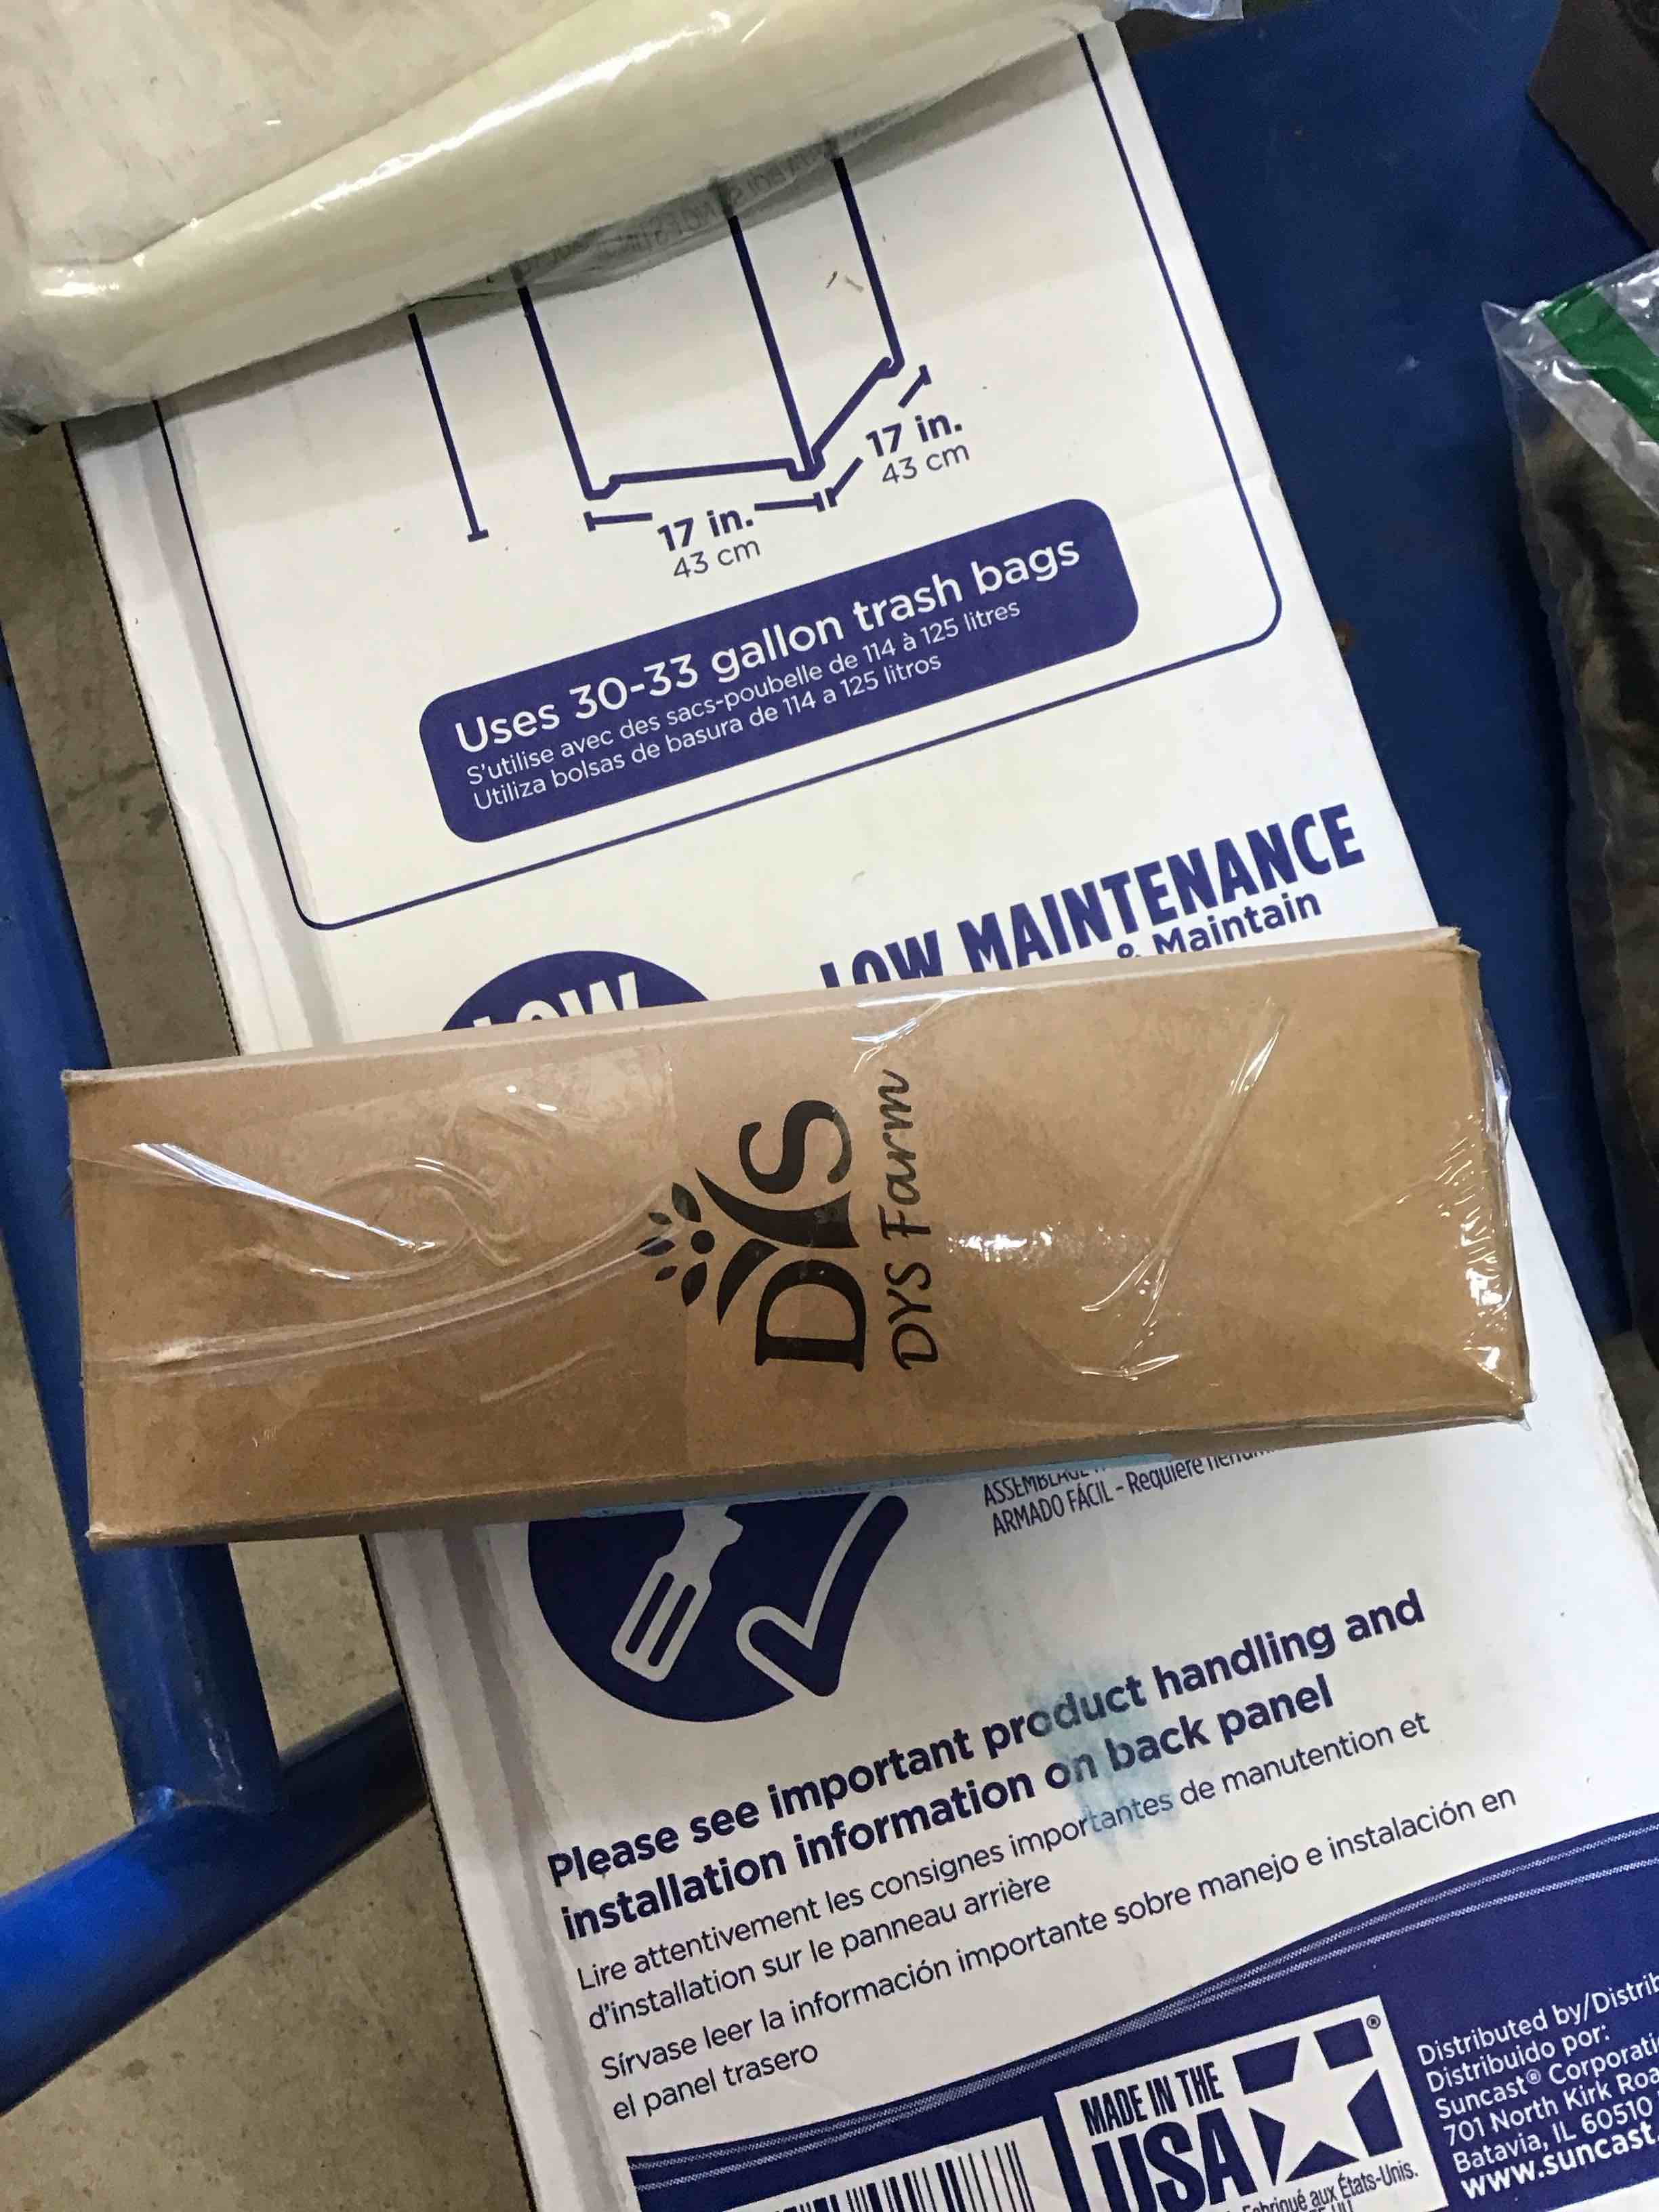 17 in.
43 cm
17 in.
43 cm
Uses 30-33 gallon trash bags
S'utilise avec des sacs-poubelle de 114 à 125 litres
Utiliza bolsas de basura de 114 a 125 litros
LOW
LOW MAINTENANCE
& Maintain
DYS
DYS Farm
ARMADO FÁCIL - Requiere
Please see important product handling and
installation information on back panel
Lire attentivement les consignes importantes de manutention et
d'installation sur le panneau arrière
Sírvase leer la información importante sobre manejo e instalación en
el panel trasero
MADE IN THE
USA
aux États-Unis.
Distributed by/
Distribuido por:
Suncast®
701 North Kirk
Batavia, IL 60510
www.suncast.